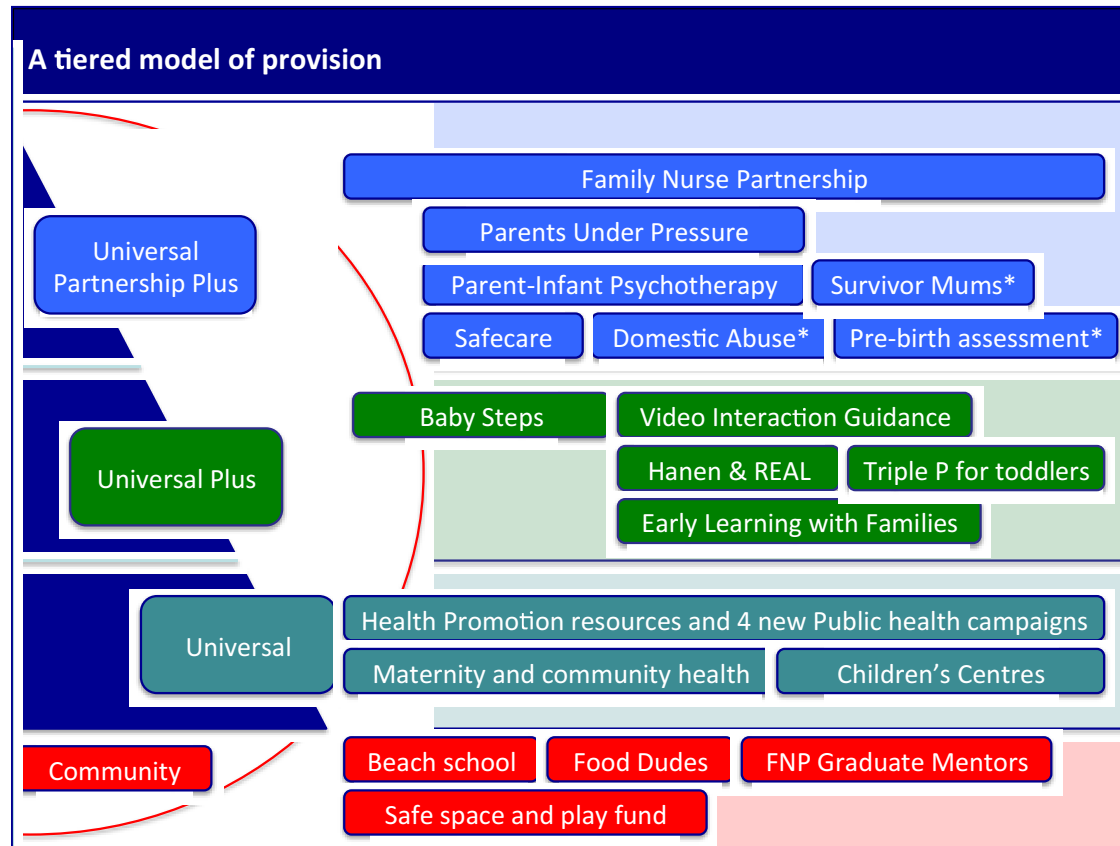 A tiered model of provision
Family Nurse Partnership
Universal
Partnership Plus
Parents Under Pressure
Parent-Infant Psychotherapy
Survivor Mums*
Safecare
Domestic Abuse*
Pre-birth assessment*
Universal Plus
Baby Steps
Video Interaction Guidance
Hanen & REAL
Triple P for toddlers
Early Learning with Families
Universal
Health Promotion resources and 4 new Public health campaigns
Maternity and community health
Children’s Centres
Community
Beach school
Food Dudes
FNP Graduate Mentors
Safe space and play fund